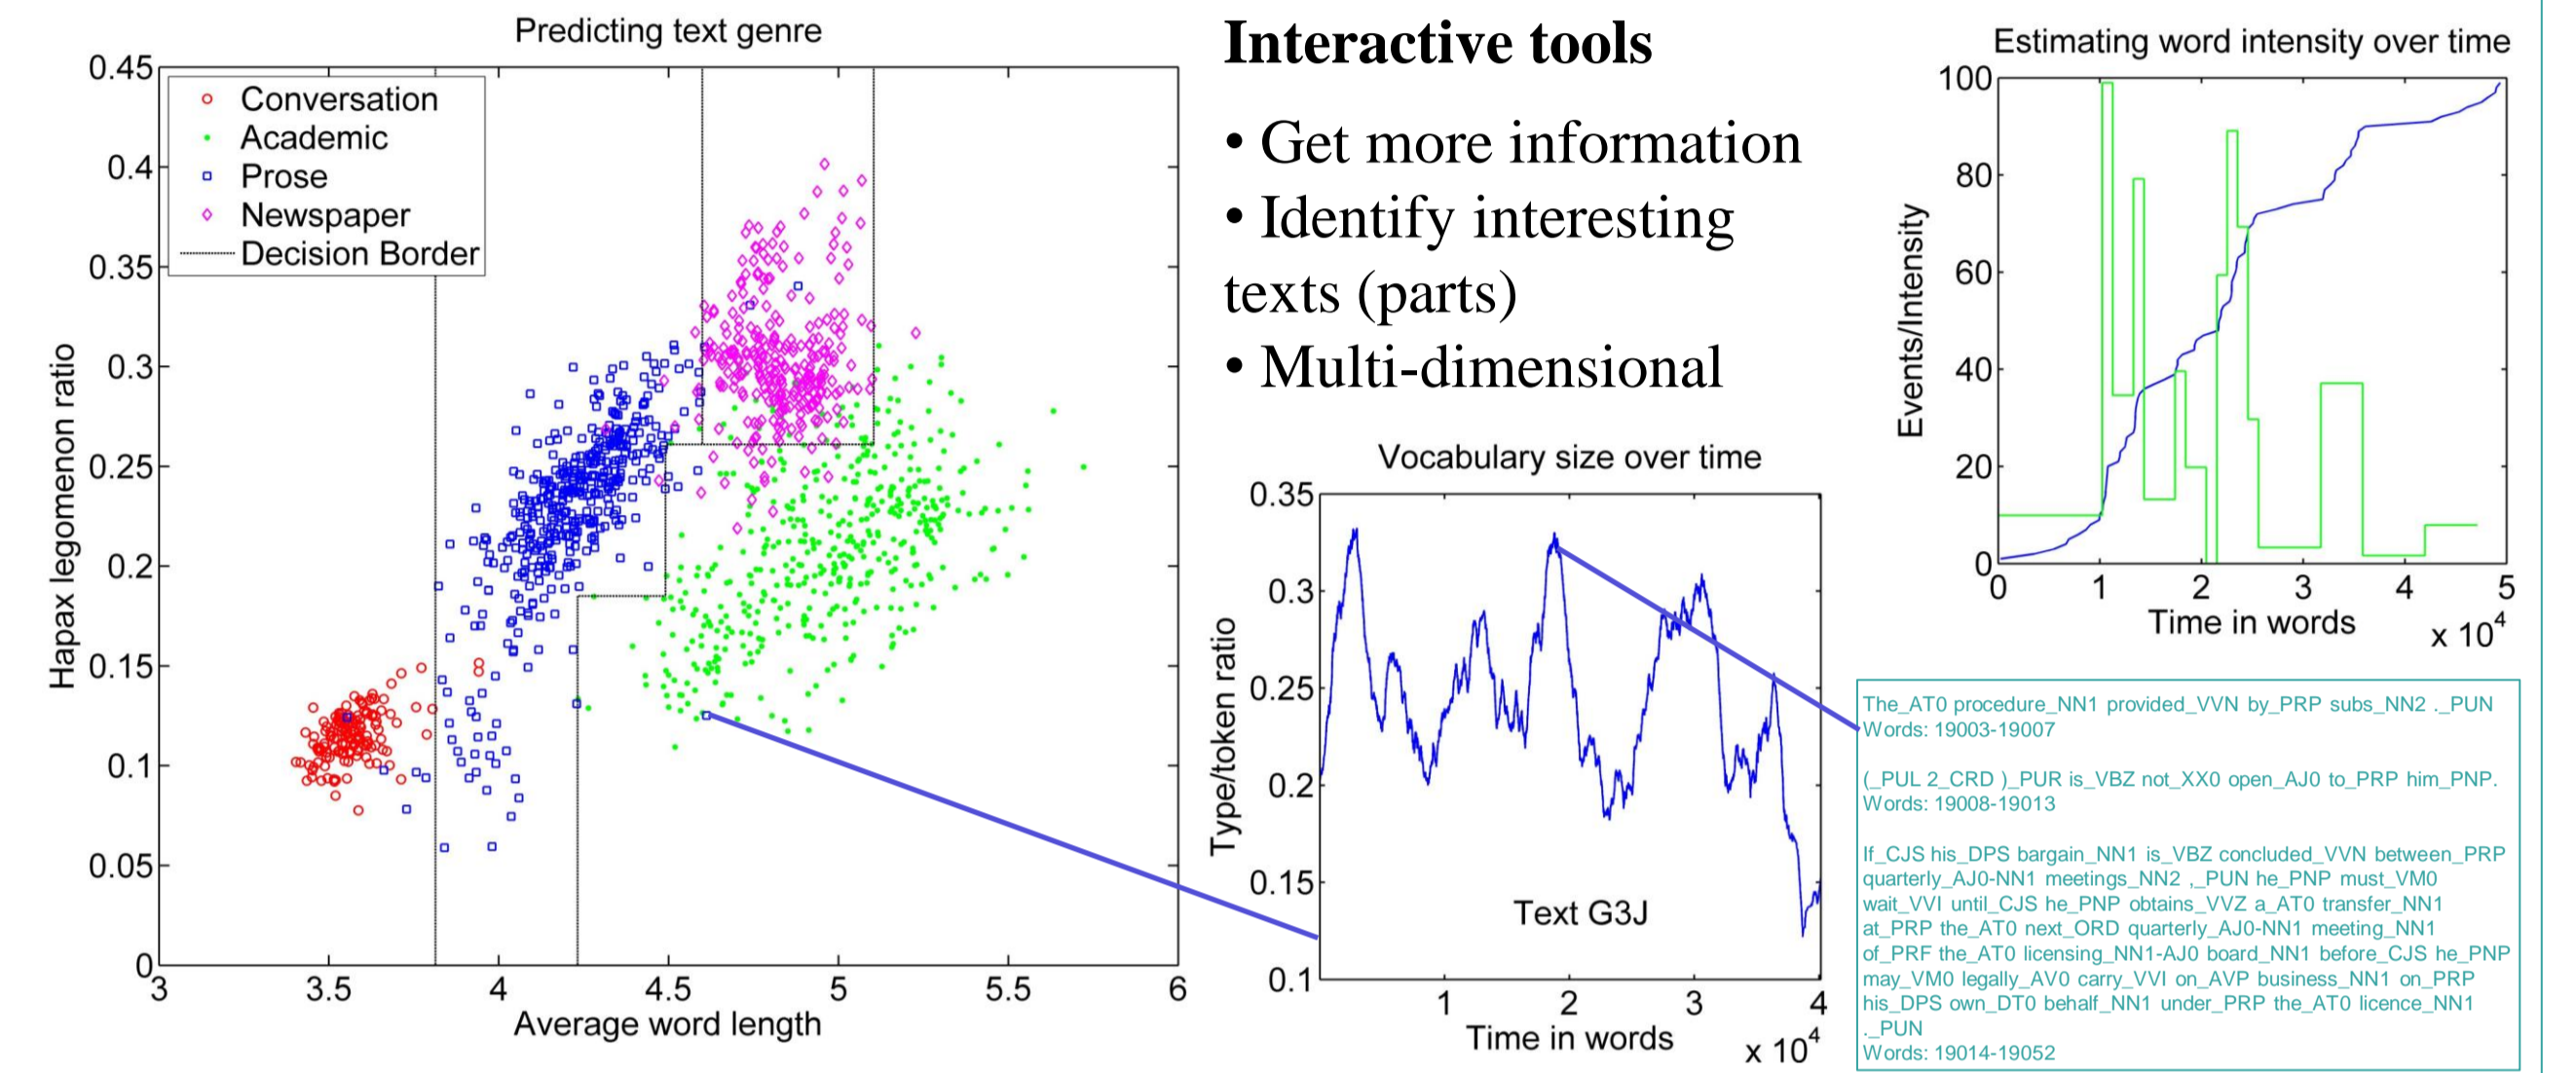 Predicting text genre
0.45
0.4
0.35
0.3
0.25
0.2
0.15
0.1
0.05
0
Hapax legomenon ratio
Conversation
Academic
Prose
Newspaper
Decision Border
3 3.5 4 4.5 5 5.5 6
Average word length
Interactive tools
• Get more information
• Identify interesting
texts (parts)
• Multi-dimensional
Vocabulary size over time
0.35
0.3
0.25
0.2
0.15
0.1
Type/token ratio
Text G3J
1 2 3 4
Time in words
x 10^4
Estimating word intensity over time
100
80
60
40
20
0
Events/Intensity
0 1 2 3 4 5
Time in words
x 10^4
The_AT0 procedure_NN1 provided_VVN by_PRP subs_NN2 ._PUN
Words: 19003-19007
(_PUL 2_CRD )_PUR is_VBZ not_XX0 open_AJ0 to_PRP him_PNP.
Words: 19008-19013
If_CJS his_DPS bargain_NN1 is_VBZ concluded_VVN between_PRP
quarterly_AJ0-NN1 meetings_NN2 ,_PUN he_PNP must_VM0
wait_VVI until_CJS he_PNP obtains_VVZ a_AT0 transfer_NN1
at_PRP the_AT0 next_ORD quarterly_AJ0-NN1 meeting_NN1
of_PRF the_AT0 licensing_NN1-AJ0 board_NN1 before_CJS he_PNP
may_VM0 legally_AV0 carry_VVI on_AVP business_NN1 on_PRP
his_DPS own_DT0 behalf_NN1 under_PRP the_AT0 licence_NN1
._PUN
Words: 19014-19052